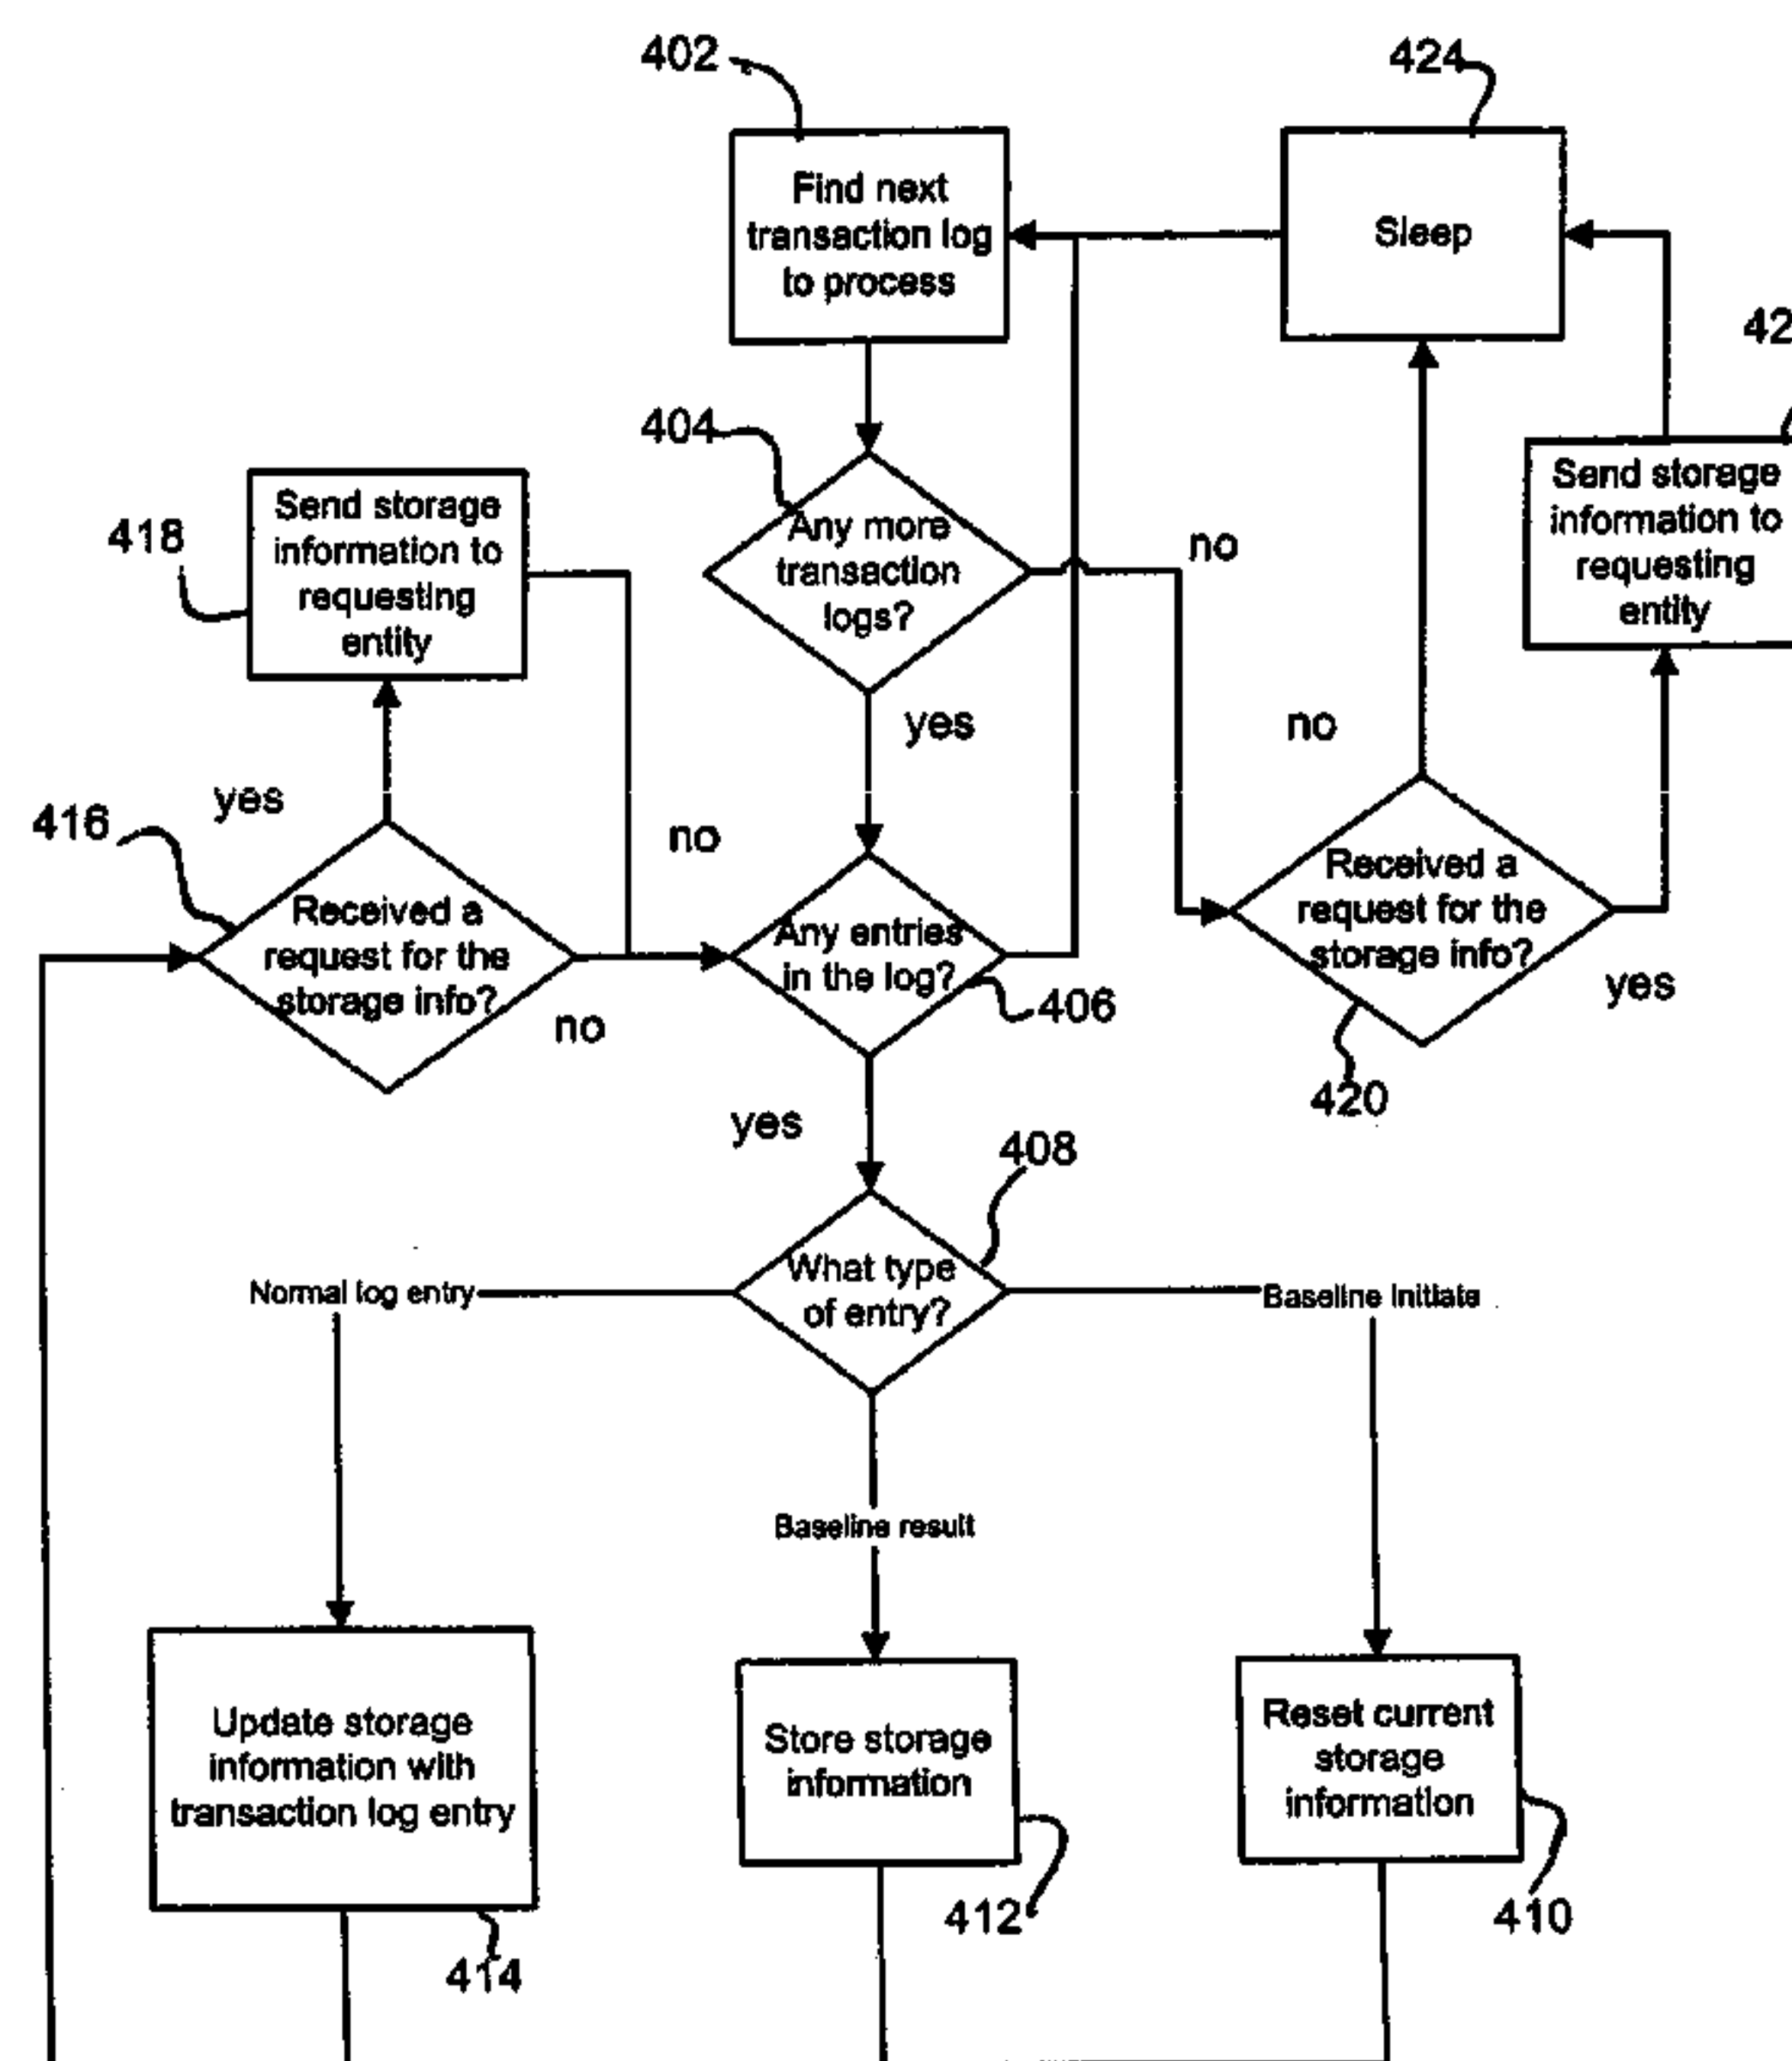 402
424
Find next
transaction log
to process
Sleep
42
404
Any more
transaction
logs?
no
Send storage
information to
requesting
entity
418
Send storage
information to
requesting
entity
yes
no
yes
416
no
Received a
request for the
storage info?
no
Any entries
in the log?
406
Received a
request for the
storage info?
yes
420
yes
408
What type
of entry?
Normal log entry
Baseline Initiate
Baseline result
Update storage
information with
transaction log entry
Store storage
information
Reset current
storage
information
414
412
410